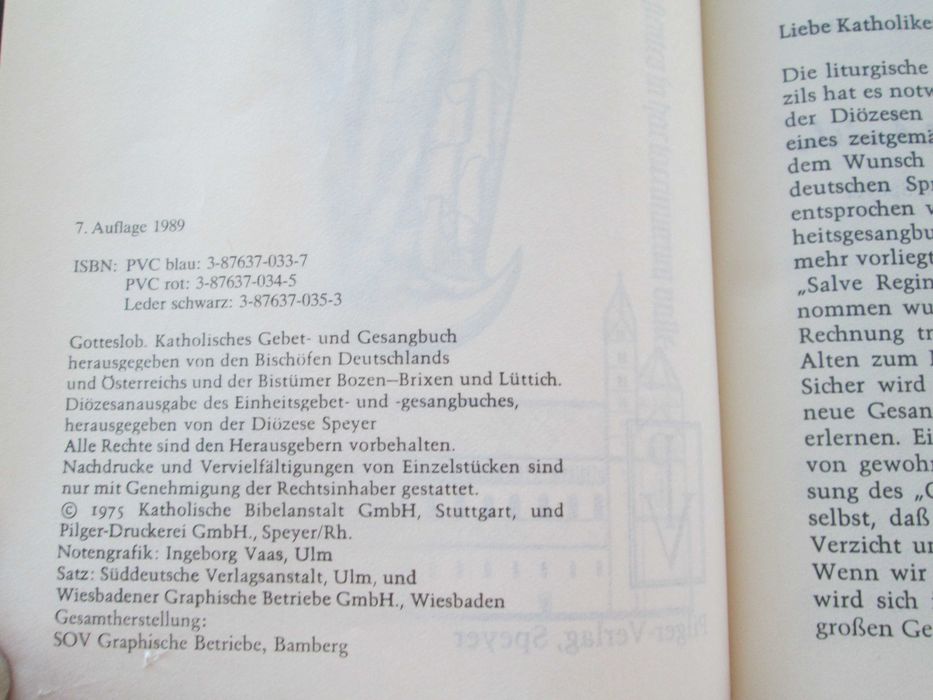 7. Auflage 1989
ISBN: PVC blau: 3-87637-033-7
PVC rot: 3-87637-034-5
Leder schwarz: 3-87637-035-3
Gotteslob. Katholisches Gebet- und Gesangbuch
herausgegeben von den Bischöfen Deutschlands
und Österreichs und der Bistümer Bozen–Brixen und Lüttich.
Diözesanausgabe des Einheitsgebet- und -gesangbuches,
herausgegeben von der Diözese Speyer
Alle Rechte sind den Herausgebern vorbehalten.
Nachdrucke und Vervielfältigungen von Einzelstücken sind
nur mit Genehmigung der Rechtsinhaber gestattet.
© 1975 Katholische Bibelanstalt GmbH, Stuttgart, und
Pilger-Druckerei GmbH., Speyer/Rh.
Notengrafik: Ingeborg Vaas, Ulm
Satz: Süddeutsche Verlagsanstalt, Ulm, und
Wiesbadener Graphische Betriebe GmbH., Wiesbaden
Gesamtherstellung:
SOV Graphische Betriebe, Bamberg
Pilger-Verlag, Speyer
Liebe Katholike
Die liturgische
zils hat es notw
der Diözesen
eines zeitgemä
dem Wunsch
deutschen Spr
entsprochen
heitsgesangbu
mehr vorliegt
„Salve Regin
nommen wu
Rechnung tr
Alten zum
Sicher wird
neue Gesan
erlernen. Ei
von gewohn
sung des „
selbst, daß
Verzicht un
Wenn wir
wird sich
großen Ge